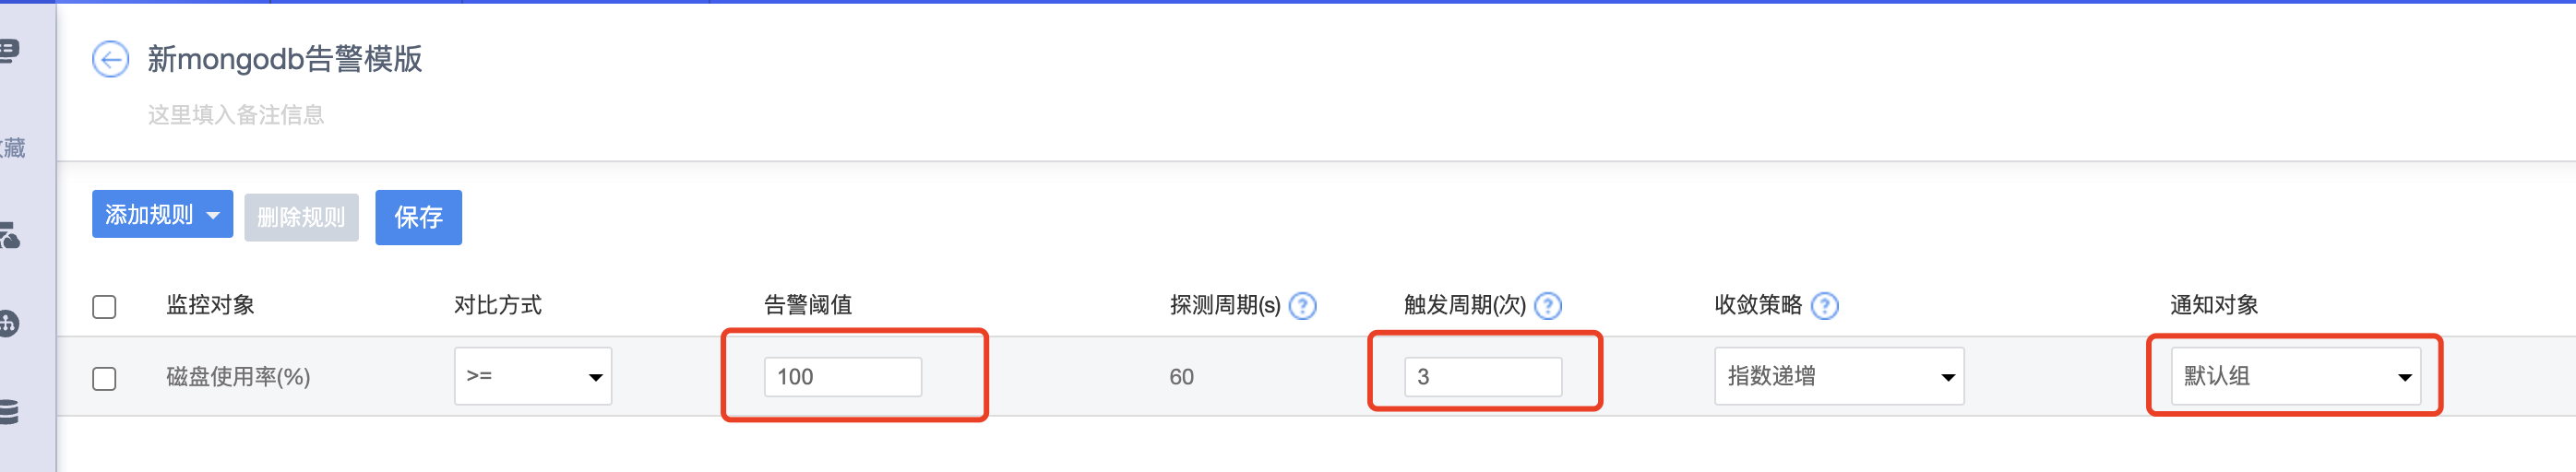 新mongodb告警模版
这里填入备注信息
藏
添加规则 删除规则 保存
监控对象 对比方式 告警阈值 探测周期(s) ? 触发周期(次) ? 收敛策略 ? 通知对象
磁盘使用率(%) >= 100 60 3 指数递增 默认组